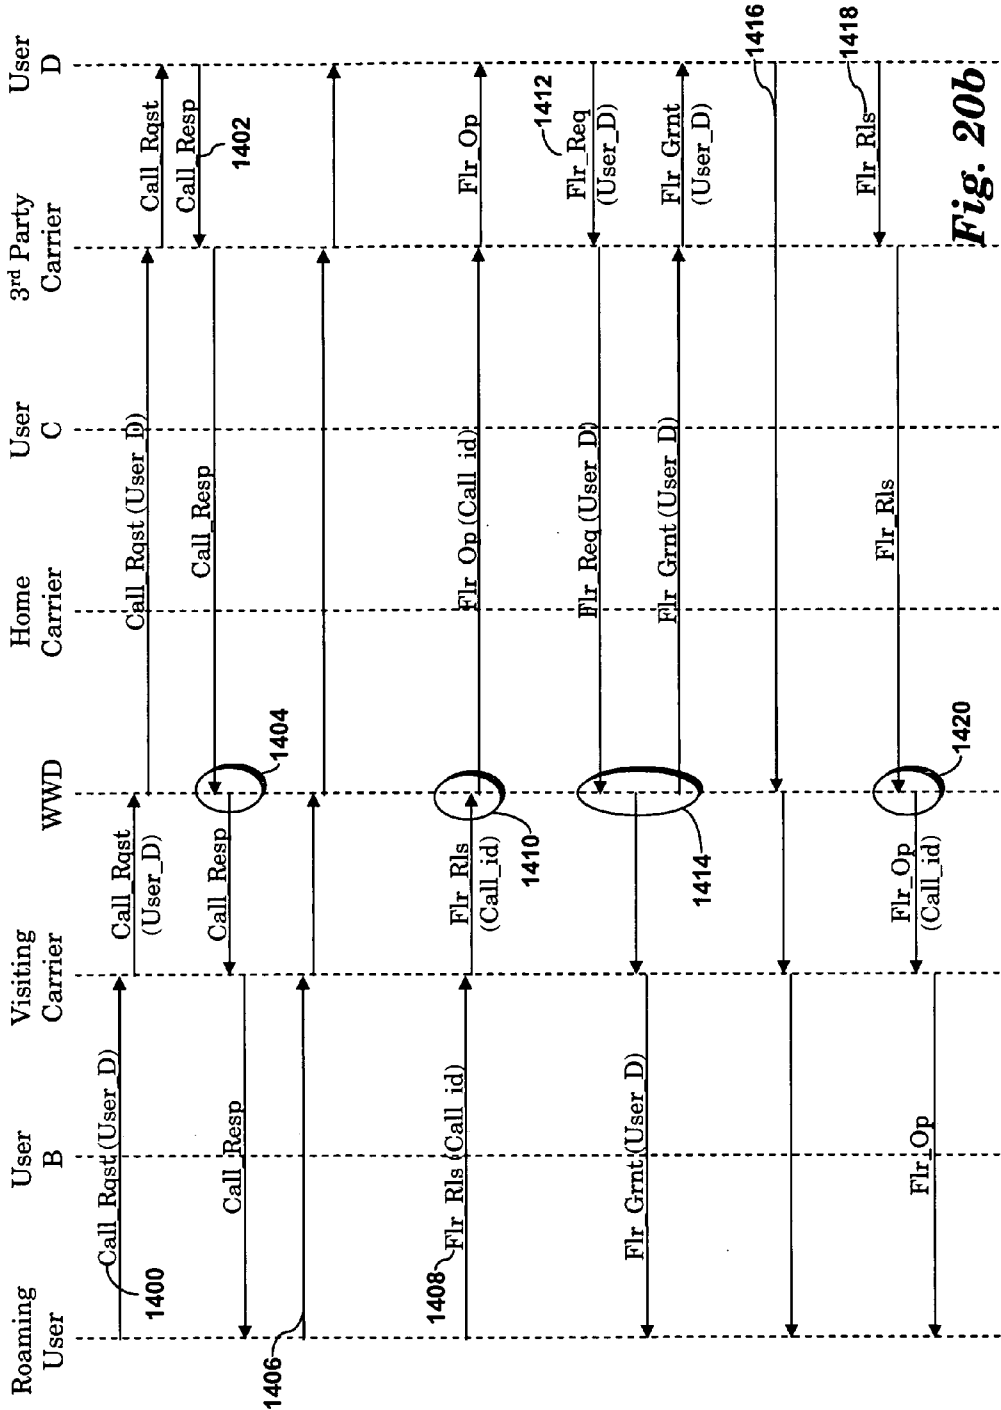 Roaming
User
User
B
Visiting
Carrier
WWD
Home
Carrier
User
C
3rd Party
Carrier
User
D
Call_Rqst (User_D)
1400
Call_Rqst
(User_D)
Call_Rqst (User_D)
Call_Rqst
Call_Resp
1402
Call_Resp
1404
Call_Resp
Call_Resp
1406
1408
Flr_Rls (Call_id)
Flr_Rls
(Call_id)
1410
Flr_Op (Call_id)
Flr_Op
1412
Flr_Req
(User_D)
Flr_Req (User_D)
1414
Flr_Grnt (User_D)
Flr_Grnt (User_D)
Flr_Grnt
(User_D)
1416
1418
Flr_Rls
Flr_Rls
1420
Flr_Op
(Call_id)
Flr_Op
Fig. 20b